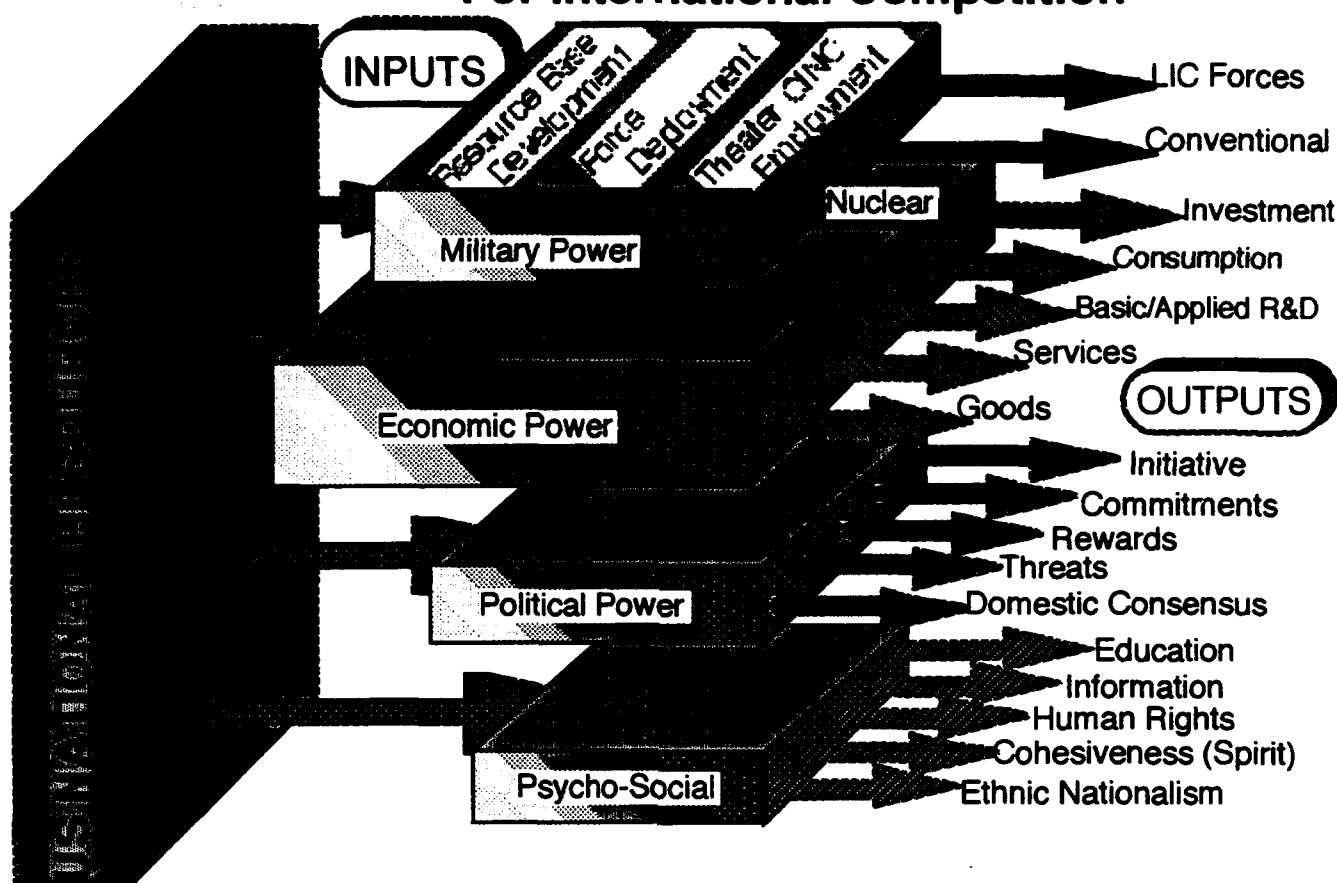 For International Competition
INPUTS
Resource Base
Development
Force
Deployment
Theater CINC
Employment
LIC Forces
Conventional
Nuclear
Investment
Military Power
Consumption
Basic/Applied R&D
Services
Economic Power
Goods
OUTPUTS
Initiative
Commitments
Rewards
Threats
Political Power
Domestic Consensus
Education
Information
Human Rights
Cohesiveness (Spirit)
Psycho-Social
Ethnic Nationalism